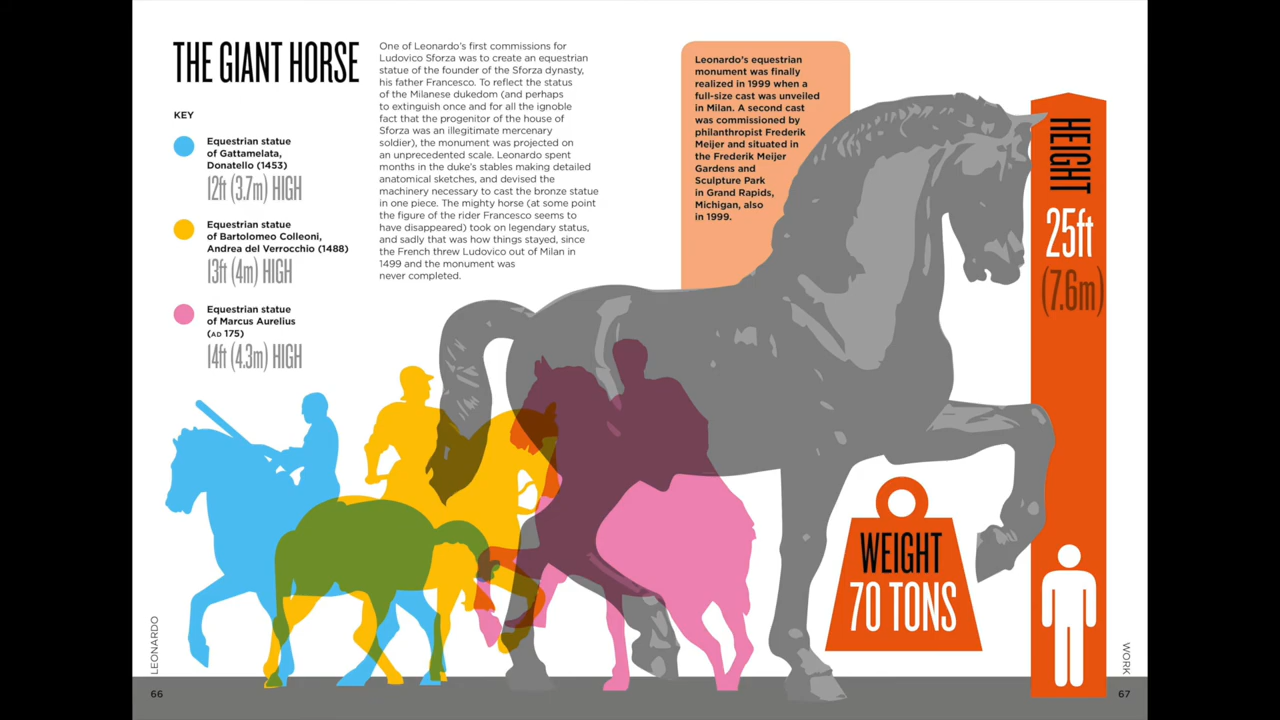 THE GIANT HORSE
KEY
Equestrian statue
of Gattamelata,
Donatello (1453)
12ft (3.7m) HIGH
Equestrian statue
of Bartolomeo Colleoni,
Andrea del Verrocchio (1488)
13ft (4m) HIGH
Equestrian statue
of Marcus Aurelius
(AD 175)
14ft (4.3m) HIGH
One of Leonardo's first commissions for
Ludovico Sforza was to create an equestrian
statue of the founder of the Sforza dynasty,
his father Francesco. To reflect the status
of the Milanese dukedom (and perhaps
to extinguish once and for all the ignoble
fact that the progenitor of the house of
Sforza was an illegitimate mercenary
soldier), the monument was projected on
an unprecedented scale. Leonardo spent
months in the duke's stables making detailed
anatomical sketches, and devised the
machinery necessary to cast the bronze statue
in one piece. The mighty horse (at some point
the figure of the rider Francesco seems to
have disappeared) took on legendary status,
and sadly that was how things stayed, since
the French threw Ludovico out of Milan in
1499 and the monument was
never completed.
Leonardo's equestrian
monument was finally
realized in 1999 when a
full-size cast was unveiled
in Milan. A second cast
was commissioned by
philanthropist Frederik
Meijer and situated in
the Frederik Meijer
Gardens and
Sculpture Park
in Grand Rapids,
Michigan, also
in 1999.
HEIGHT
25ft
(7.6m)
WEIGHT
70 TONS
LEONARDO
66
WORK
67